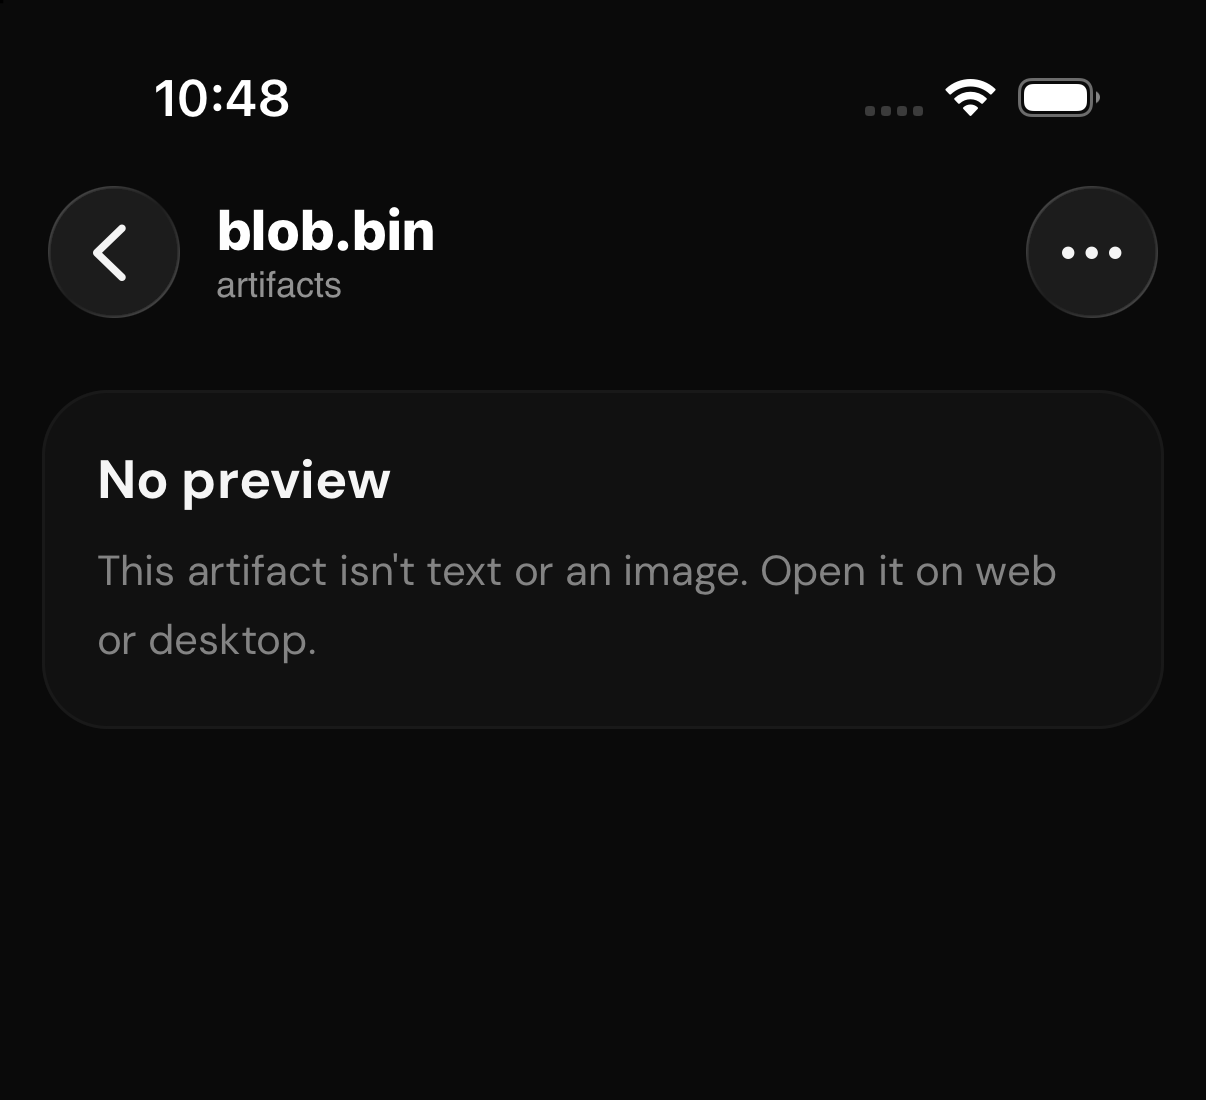 10:48
blob.bin
artifacts
No preview
This artifact isn't text or an image. Open it on web
or desktop.